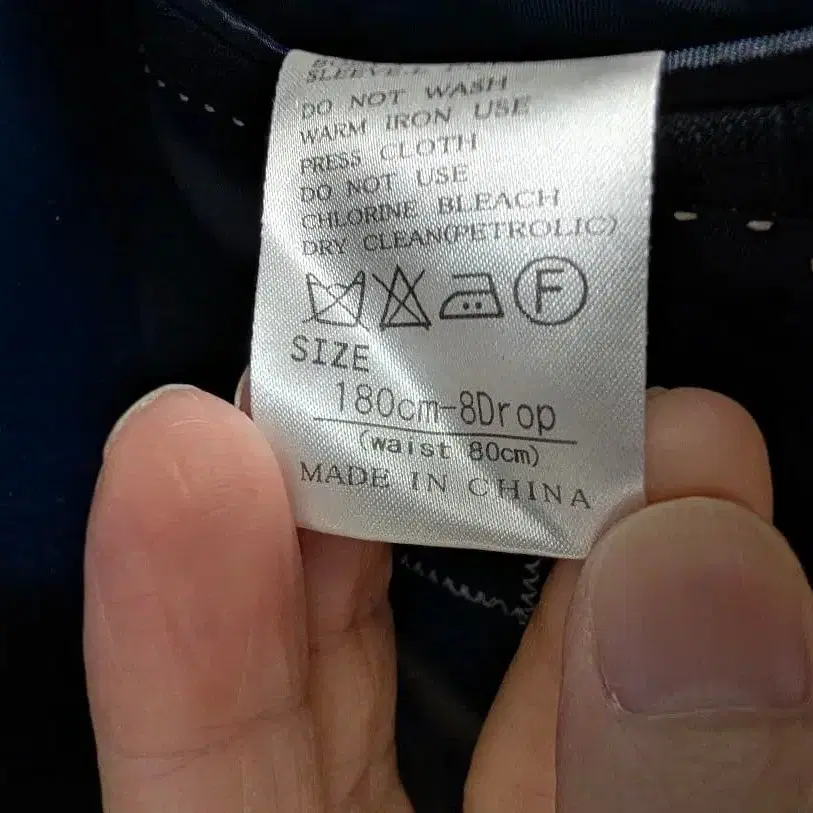 SLEEVE
DO NOT WASH
WARM IRON USE
PRESS CLOTH
DO NOT USE
CHLORINE BLEACH
DRY CLEAN(PETROLIC)
F
SIZE
180cm-8Drop
(waist 80cm)
MADE IN CHINA